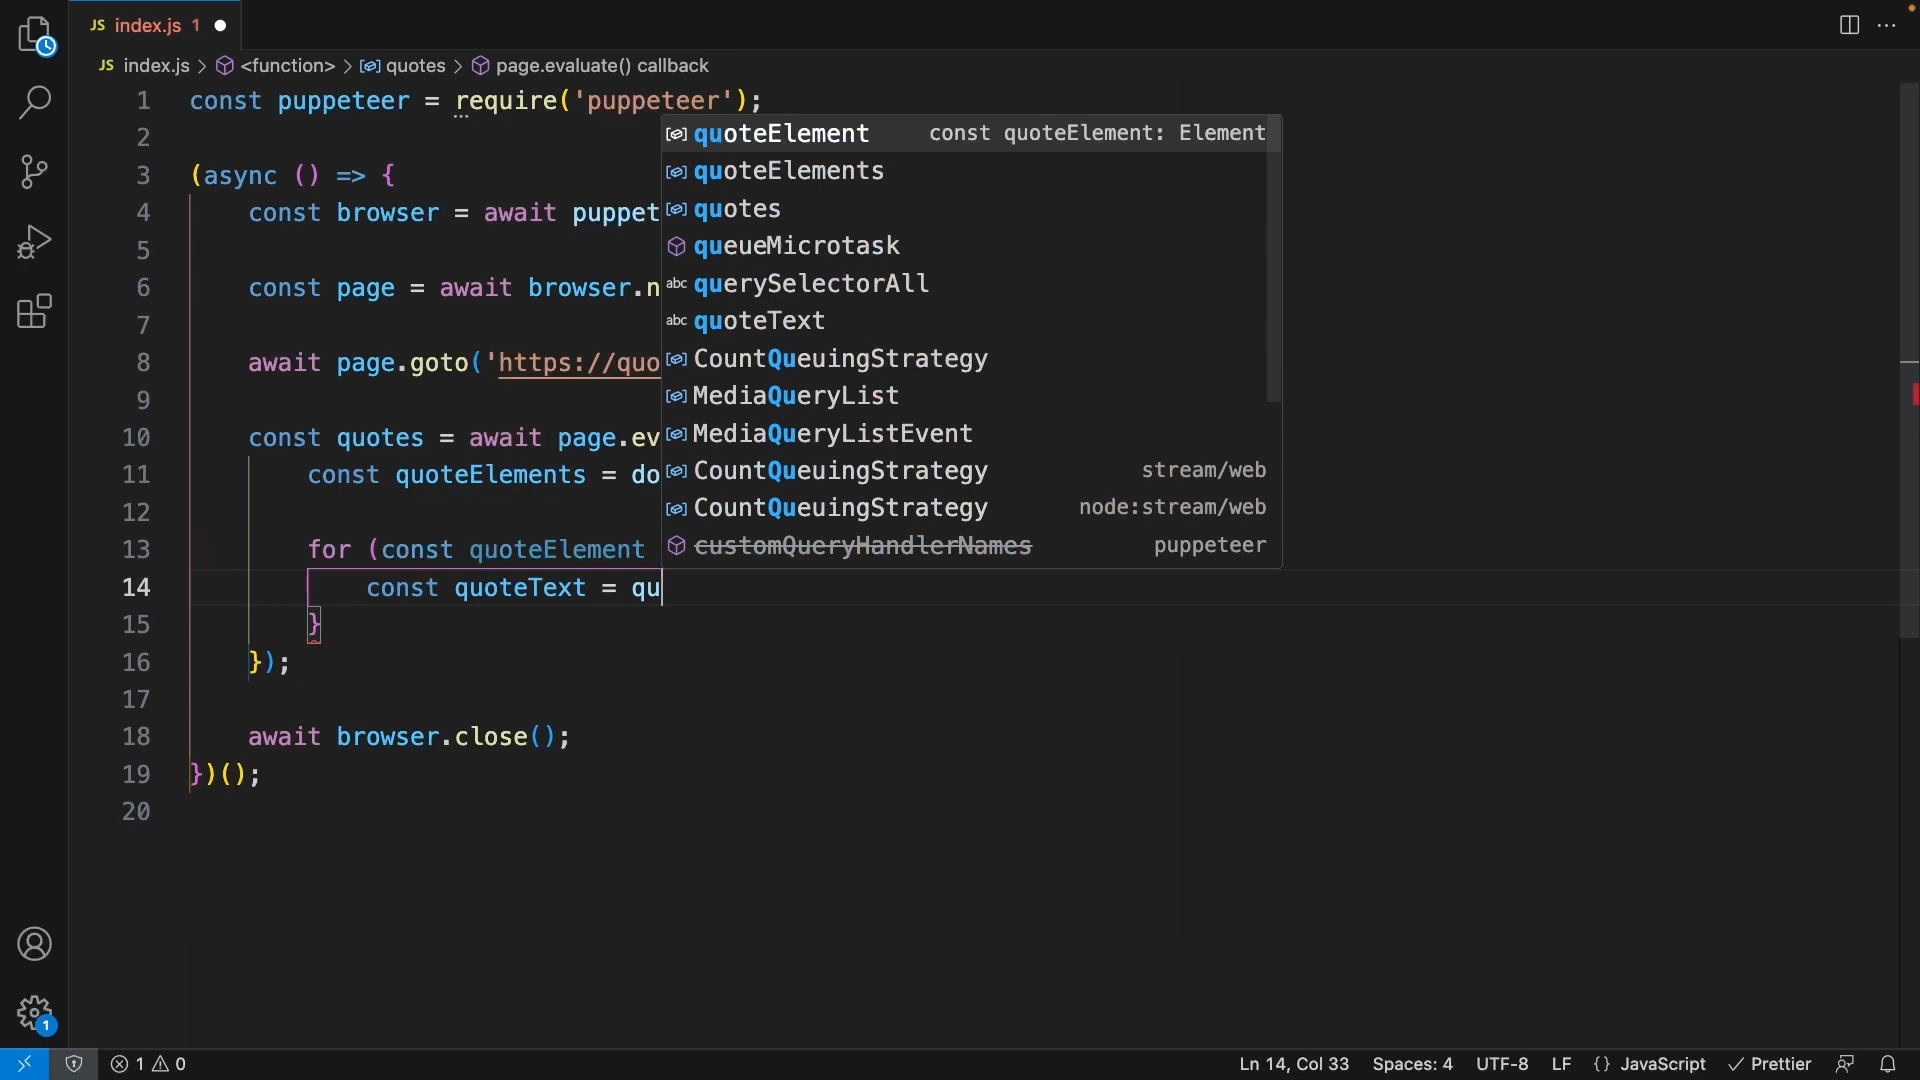 JS index.js 1
JS index.js > <function> > quotes > page.evaluate() callback
1 const puppeteer = require('puppeteer');
2
3 (async () => {
4 const browser = await puppet
5
6 const page = await browser.n
7
8 await page.goto('https://quo
9
10 const quotes = await page.ev
11 const quoteElements = do
12
13 for (const quoteElement
14 const quoteText = qu
15 }
16 });
17
18 await browser.close();
19 })();
20
quoteElement const quoteElement: Element
quoteElements
quotes
queueMicrotask
abc querySelectorAll
abc quoteText
CountQueuingStrategy
MediaQueryList
MediaQueryListEvent
CountQueuingStrategy stream/web
CountQueuingStrategy node:stream/web
customQueryHandlerNames puppeteer
1
1 0 Ln 14, Col 33 Spaces: 4 UTF-8 LF {} JavaScript Prettier